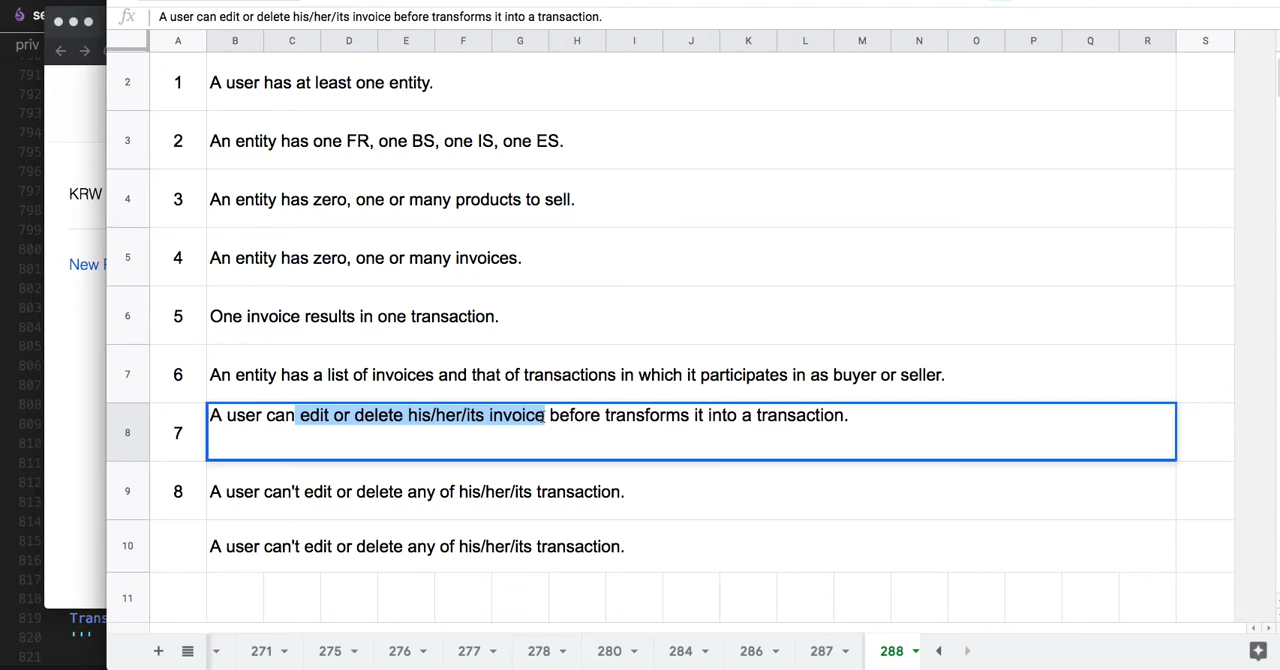 se
priv
fx
A user can edit or delete his/her/its invoice before transforms it into a transaction.
A B C D E F G H I J K L M N O P Q R S
2 1 A user has at least one entity.
3 2 An entity has one FR, one BS, one IS, one ES.
4 3 An entity has zero, one or many products to sell.
5 4 An entity has zero, one or many invoices.
6 5 One invoice results in one transaction.
7 6 An entity has a list of invoices and that of transactions in which it participates in as buyer or seller.
8 7 A user can edit or delete his/her/its invoice before transforms it into a transaction.
9 8 A user can't edit or delete any of his/her/its transaction.
10 A user can't edit or delete any of his/her/its transaction.
11
KRW
New
791
792
793
794
795
796
797
798
799
800
801
802
803
804
805
806
807
808
809
810
811
812
813
814
815
816
817
818
819 Trans
820 '''
821
271 275 276 277 278 280 284 286 287 288